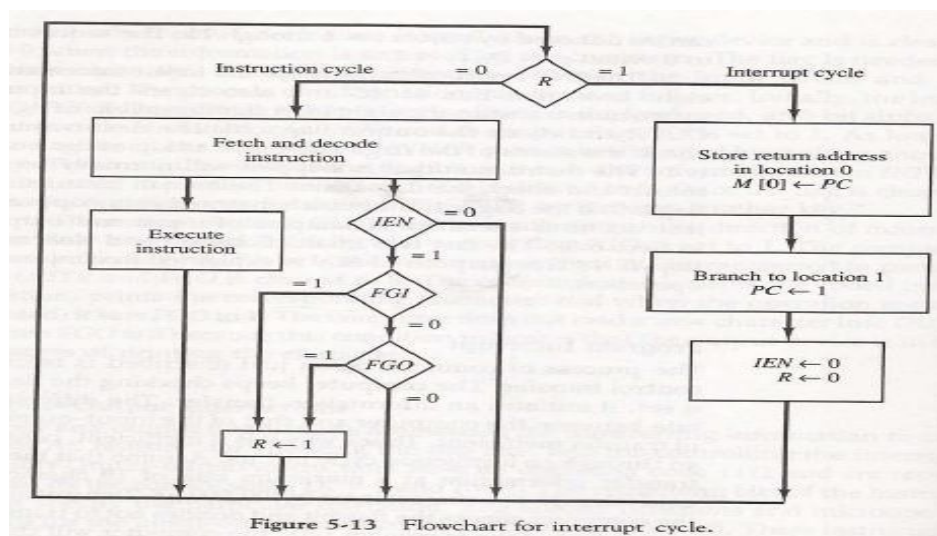 Instruction cycle
= 0
R
= 1
Interrupt cycle
Fetch and decode
instruction
Store return address
in location 0
M [0] ← PC
Execute
instruction
IEN
= 0
= 1
Branch to location 1
PC ← 1
= 1
FGI
= 0
= 1
FGO
= 0
IEN ← 0
R ← 0
R ← 1
Figure 5-13 Flowchart for interrupt cycle.